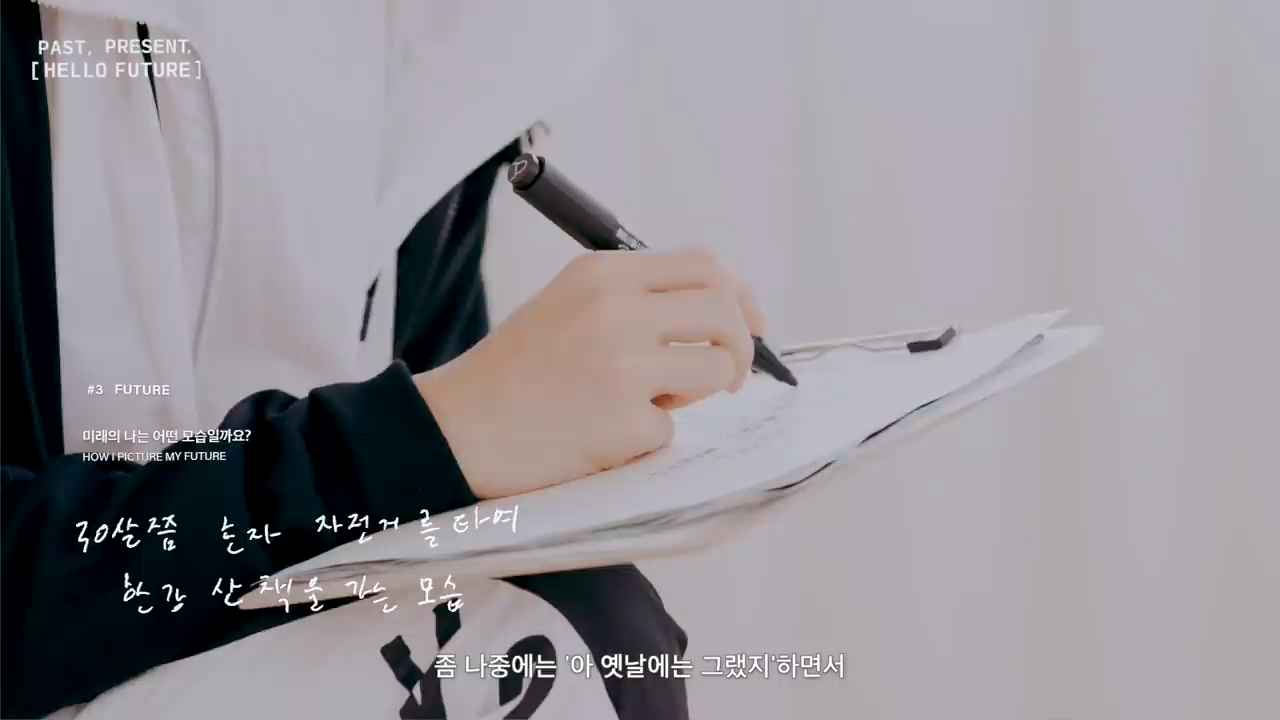 PAST, PRESENT,
[HELLO FUTURE]
#3 FUTURE
미래의 나는 어떤 모습일까요?
HOW I PICTURE MY FUTURE
30살쯤 혼자 자전거를 타여
한강 산책을 가는 모습
좀 나중에는 '아 옛날에는 그랬지'하면서